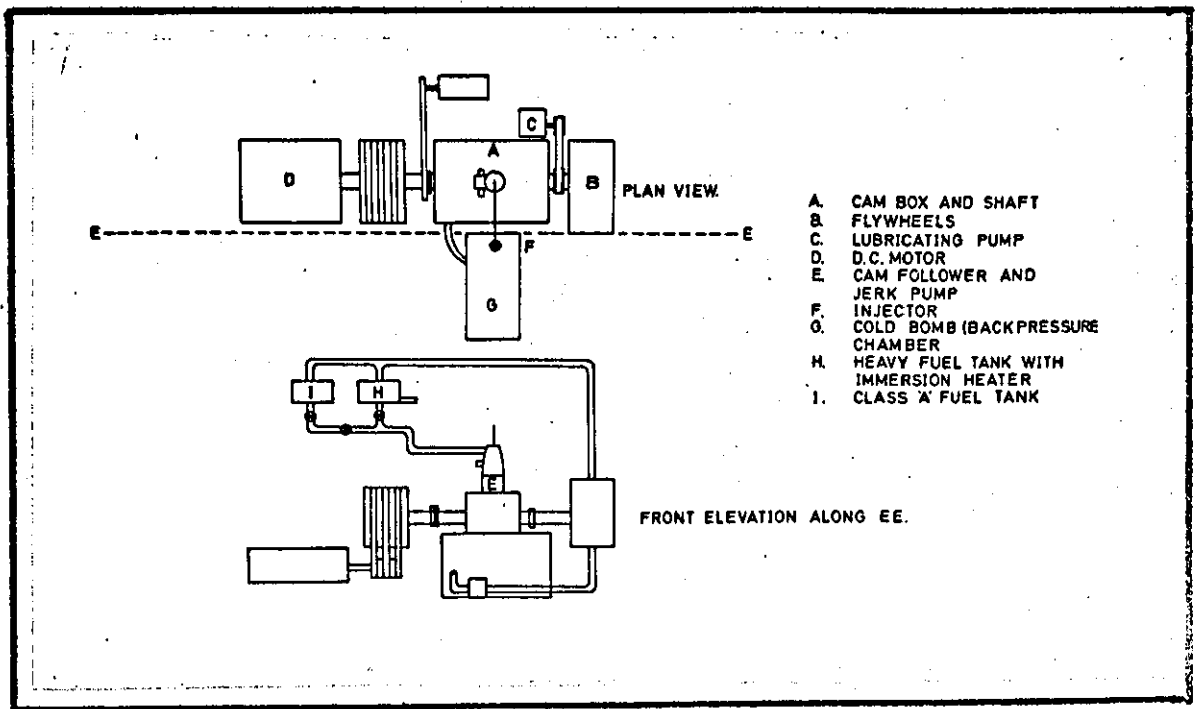 C
A
D
B
PLAN VIEW.
E
E
F
G
A. CAM BOX AND SHAFT
B. FLYWHEELS
C. LUBRICATING PUMP
D. D.C. MOTOR
E. CAM FOLLOWER AND
JERK PUMP
F. INJECTOR
G. COLD BOMB (BACKPRESSURE
CHAMBER
H. HEAVY FUEL TANK WITH
IMMERSION HEATER
I. CLASS 'A' FUEL TANK
I
H
E
FRONT ELEVATION ALONG EE.